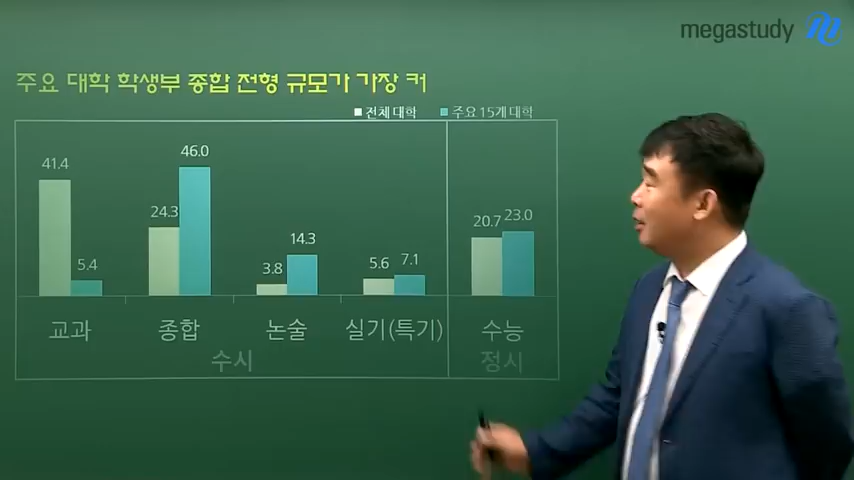 megastudy
주요 대학 학생부 종합 전형 규모가 가장 커
전체 대학 주요 15개 대학
41.4 5.4 24.3 46.0 3.8 14.3 5.6 7.1 20.7 23.0
교과 종합 논술 실기(특기) 수능
수시 정시